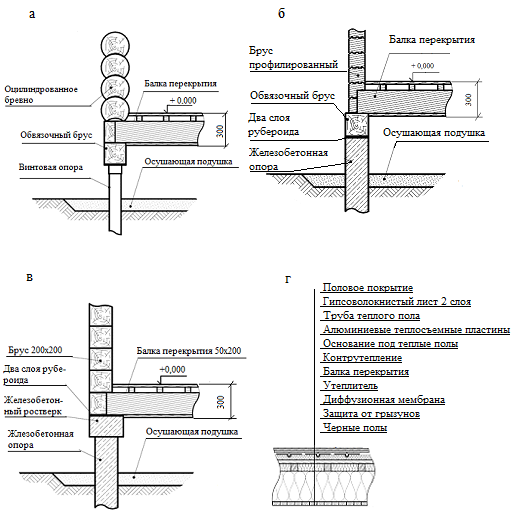 а
Оцилиндрованное
бревно
Балка перекрытия
+ 0,000
300
Обвязочный брус
Винтовая опора
Осушающая подушка
б
Брус
профилированный
Балка перекрытия
+ 0,000
300
Обвязочный брус
Два слоя
рубероида
Железобетонная
опора
Осушающая подушка
в
Брус 200х200
Балка перекрытия 50х200
+0,000
300
Два слоя рубе-
роида
Железобетон-
ный ростверк
Жлезобетонная
опора
Осушающая подушка
г
Половое покрытие
Гипсоволокнистый лист 2 слоя
Труба теплого пола
Алюминиевые теплосъемные пластины
Основание под теплые полы
Контрутепление
Балка перекрытия
Утеплитель
Диффузионная мембрана
Защита от грызунов
Черные полы